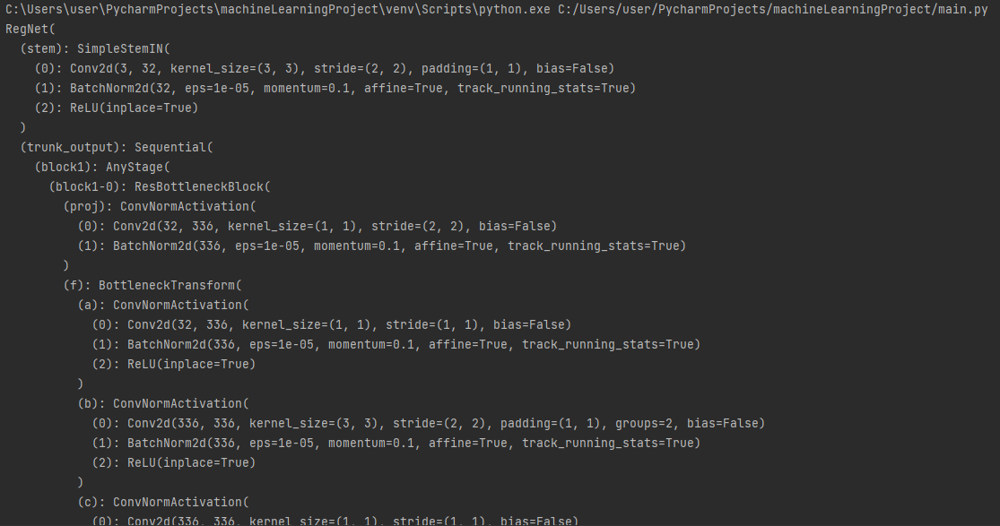 C:\Users\user\PycharmProjects\machineLearningProject\venv\Scripts\python.exe C:/Users/user/PycharmProjects/machineLearningProject/main.py
RegNet(
  (stem): SimpleStemIN(
    (0): Conv2d(3, 32, kernel_size=(3, 3), stride=(2, 2), padding=(1, 1), bias=False)
    (1): BatchNorm2d(32, eps=1e-05, momentum=0.1, affine=True, track_running_stats=True)
    (2): ReLU(inplace=True)
  )
  (trunk_output): Sequential(
    (block1): AnyStage(
      (block1-0): ResBottleneckBlock(
        (proj): ConvNormActivation(
          (0): Conv2d(32, 336, kernel_size=(1, 1), stride=(2, 2), bias=False)
          (1): BatchNorm2d(336, eps=1e-05, momentum=0.1, affine=True, track_running_stats=True)
        )
        (f): BottleneckTransform(
          (a): ConvNormActivation(
            (0): Conv2d(32, 336, kernel_size=(1, 1), stride=(1, 1), bias=False)
            (1): BatchNorm2d(336, eps=1e-05, momentum=0.1, affine=True, track_running_stats=True)
            (2): ReLU(inplace=True)
          )
          (b): ConvNormActivation(
            (0): Conv2d(336, 336, kernel_size=(3, 3), stride=(2, 2), padding=(1, 1), groups=2, bias=False)
            (1): BatchNorm2d(336, eps=1e-05, momentum=0.1, affine=True, track_running_stats=True)
            (2): ReLU(inplace=True)
          )
          (c): ConvNormActivation(
            (0): Conv2d(336, 336, kernel_size=(1, 1), stride=(1, 1), bias=False)